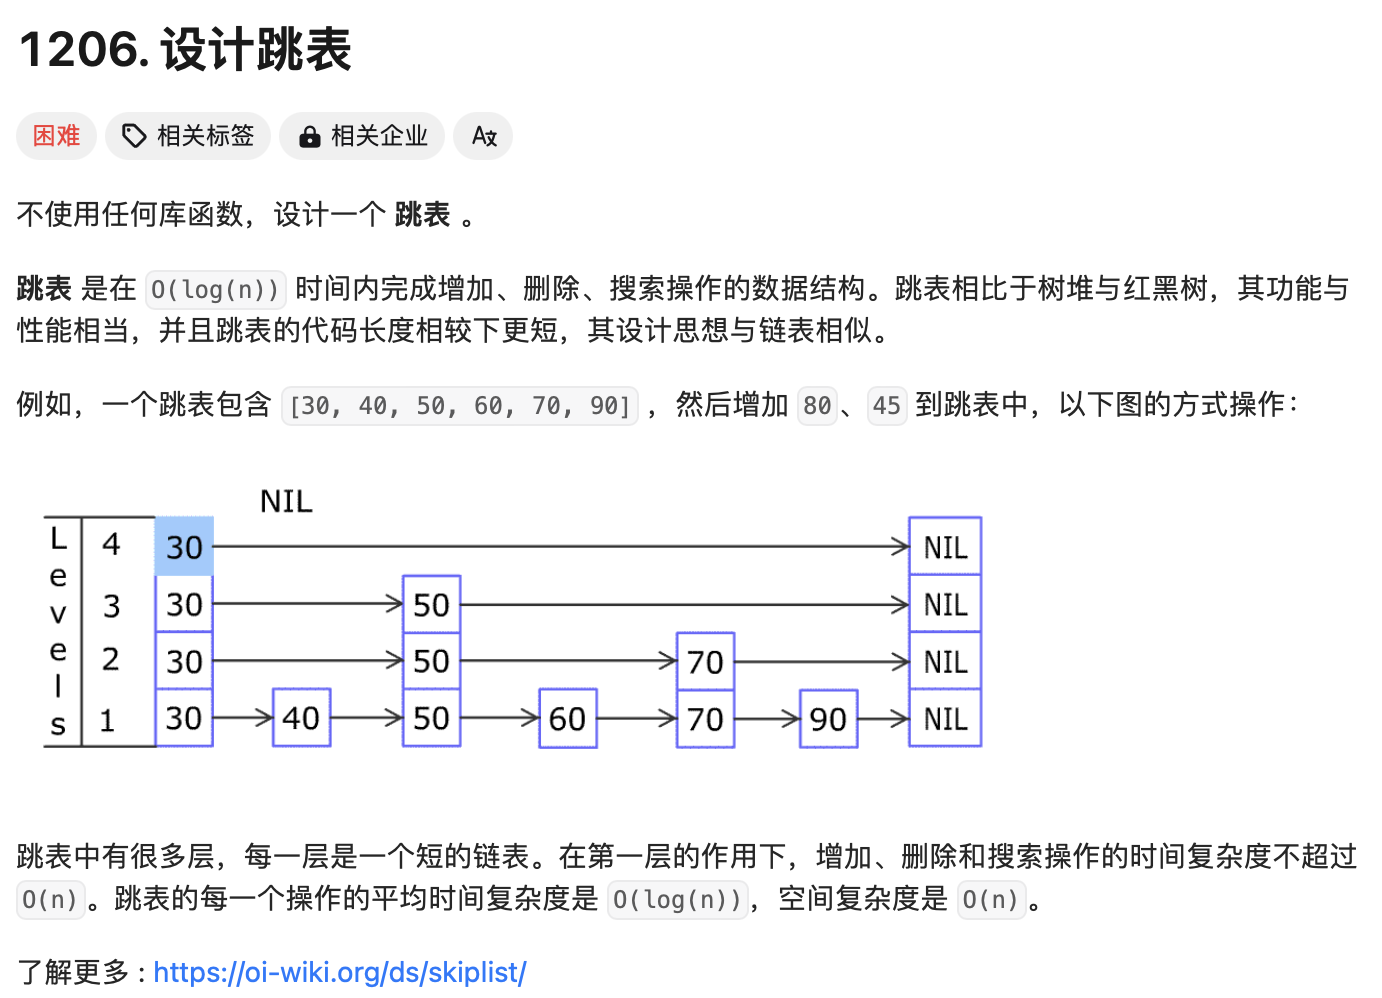 1206. 设计跳表
困难 相关标签 相关企业 A文
不使用任何库函数，设计一个 跳表 。
跳表 是在 O(log(n)) 时间内完成增加、删除、搜索操作的数据结构。跳表相比于树堆与红黑树，其功能与
性能相当，并且跳表的代码长度相较下更短，其设计思想与链表相似。
例如，一个跳表包含 [30, 40, 50, 60, 70, 90] ，然后增加 80、45 到跳表中，以下图的方式操作：
NIL
Levels
4 30 NIL
3 30 50 NIL
2 30 50 70 NIL
1 30 40 50 60 70 90 NIL
跳表中有很多层，每一层是一个短的链表。在第一层的作用下，增加、删除和搜索操作的时间复杂度不超过
O(n)。跳表的每一个操作的平均时间复杂度是 O(log(n))，空间复杂度是 O(n)。
了解更多 : https://oi-wiki.org/ds/skiplist/